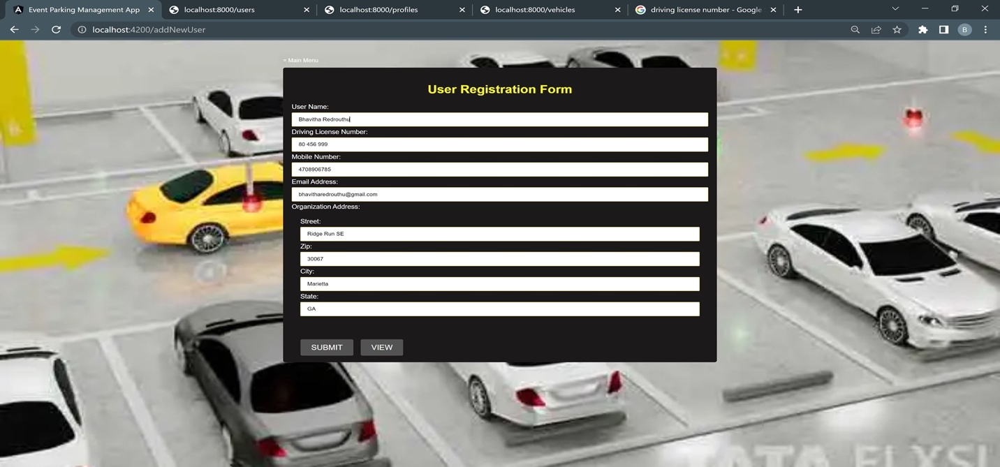 Event Parking Management App
localhost:8000/users
localhost:8000/profiles
localhost:8000/vehicles
driving license number - Google
localhost:4200/addNewUser
B
< Main Menu
User Registration Form
User Name:
Bhavitha Redrouthu
Driving License Number:
80 456 999
Mobile Number:
4708906785
Email Address:
bhavitharedrouthu@gmail.com
Organization Address:
Street:
Ridge Run SE
Zip:
30067
City:
Marietta
State:
GA
SUBMIT VIEW
TATA ELXSI